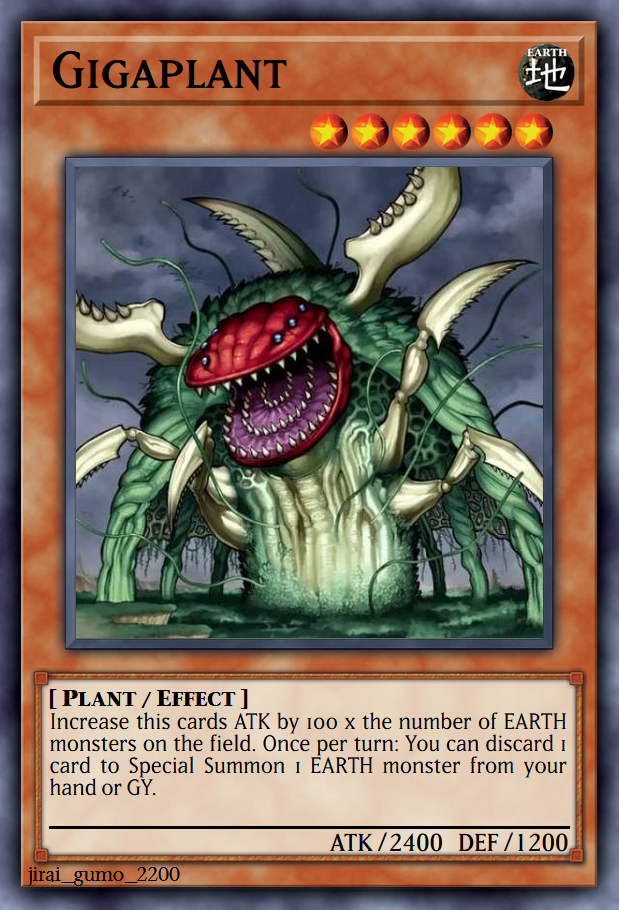 Gigaplant
EARTH
地
[ Plant / Effect ]
Increase this cards ATK by 100 x the number of EARTH
monsters on the field. Once per turn: You can discard 1
card to Special Summon 1 EARTH monster from your
hand or GY.
ATK/2400 DEF/1200
jirai_gumo_2200